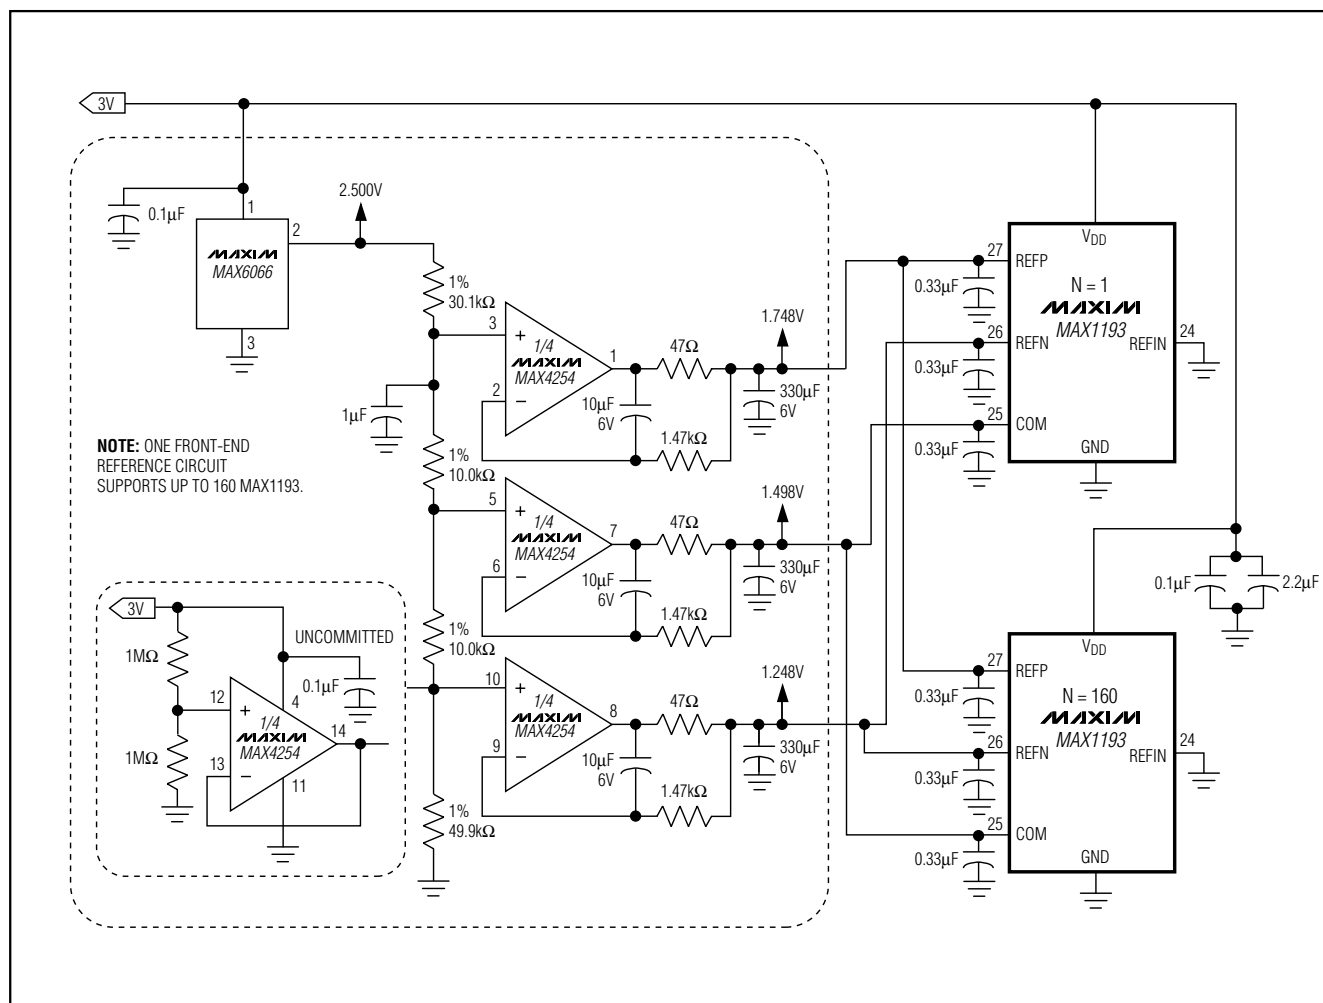 3V
0.1µF
1
2
2.500V
MAXIM
MAX6066
3
1%
30.1kΩ
1µF
1%
10.0kΩ
1%
10.0kΩ
1%
49.9kΩ
NOTE: ONE FRONT-END
REFERENCE CIRCUIT
SUPPORTS UP TO 160 MAX1193.
3V
UNCOMMITTED
1MΩ
1MΩ
0.1µF
12
+
4
1/4
MAXIM
MAX4254
14
13
−
11
3
+
1/4
MAXIM
MAX4254
1
2
−
47Ω
10µF
6V
1.47kΩ
1.748V
330µF
6V
5
+
1/4
MAXIM
MAX4254
7
6
−
47Ω
10µF
6V
1.47kΩ
1.498V
330µF
6V
10
+
1/4
MAXIM
MAX4254
8
9
−
47Ω
10µF
6V
1.47kΩ
1.248V
330µF
6V
VDD
27
REFP
0.33µF
N = 1
MAXIM
MAX1193
26
REFN
0.33µF
24
REFIN
25
COM
0.33µF
GND
0.1µF
2.2µF
VDD
27
REFP
0.33µF
N = 160
MAXIM
MAX1193
26
REFN
0.33µF
24
REFIN
25
COM
0.33µF
GND